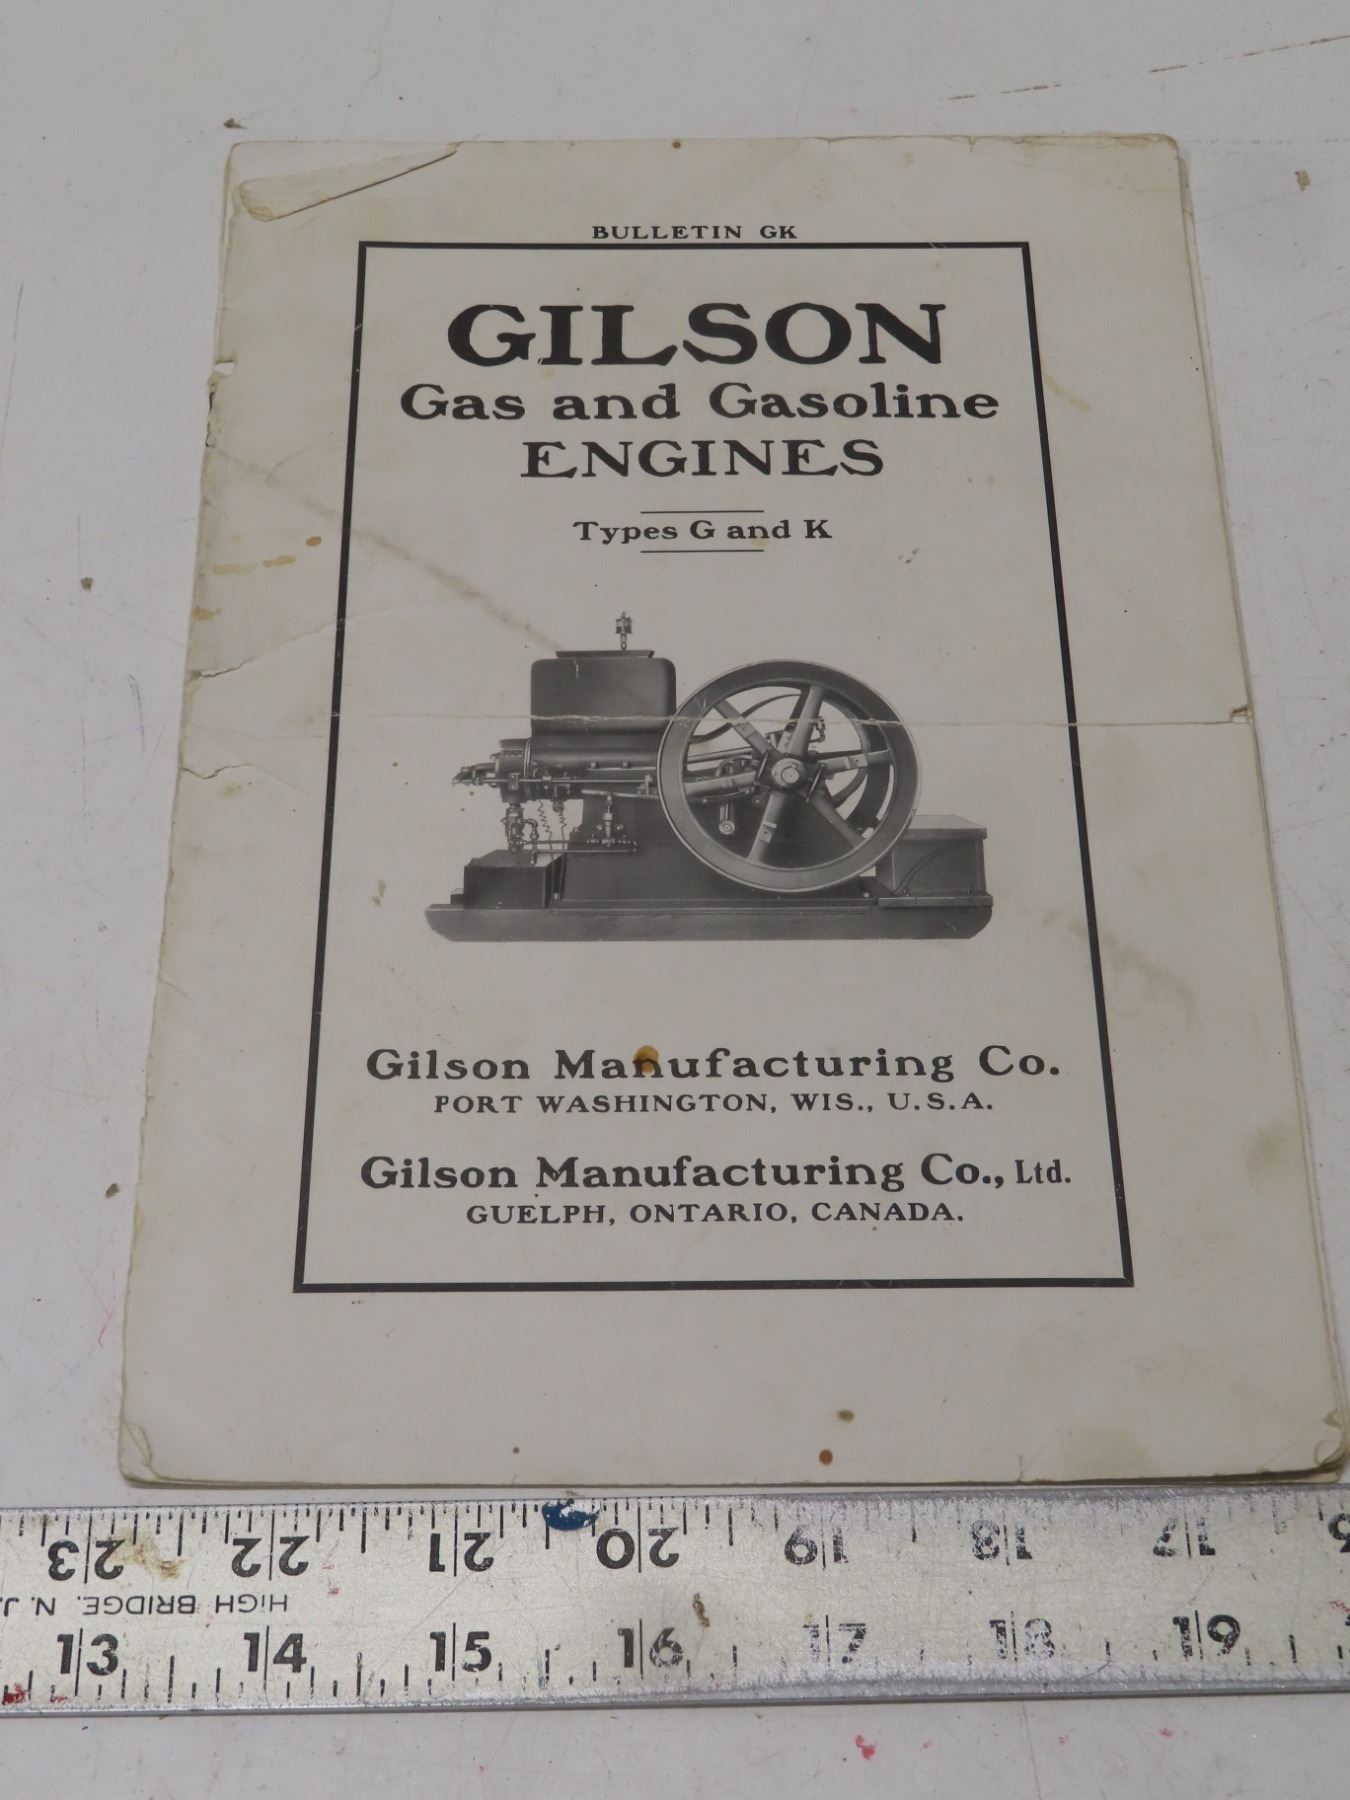 BULLETIN GK
GILSON
Gas and Gasoline
ENGINES
Types G and K
Gilson Manufacturing Co.
PORT WASHINGTON, WIS., U.S.A.
Gilson Manufacturing Co., Ltd.
GUELPH, ONTARIO, CANADA.
23 22 21 20 19 18 17
HIGH BRIDGE, N.J.
13 14 15 16 17 18 19